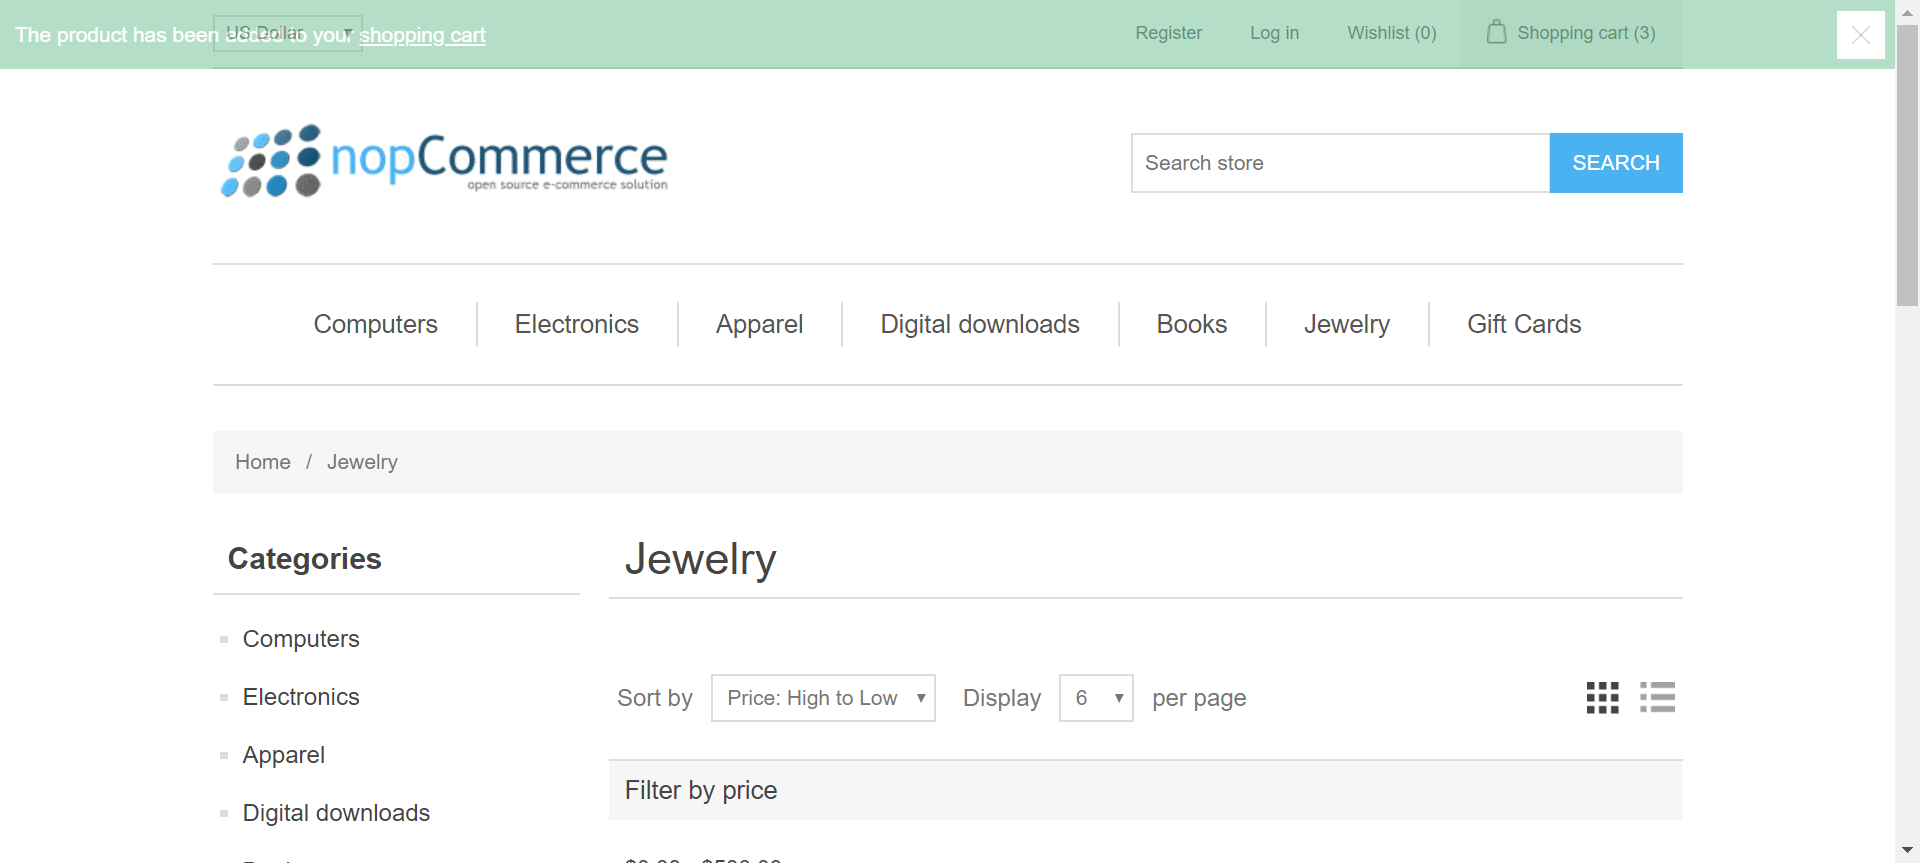 The product has been added to your shopping cart
US Dollar
Register
Log in
Wishlist (0)
Shopping cart (3)
nopCommerce
open source e-commerce solution
Search store
SEARCH
Computers
Electronics
Apparel
Digital downloads
Books
Jewelry
Gift Cards
Home / Jewelry
Categories
Computers
Electronics
Apparel
Digital downloads
Jewelry
Sort by Price: High to Low Display 6 per page
Filter by price